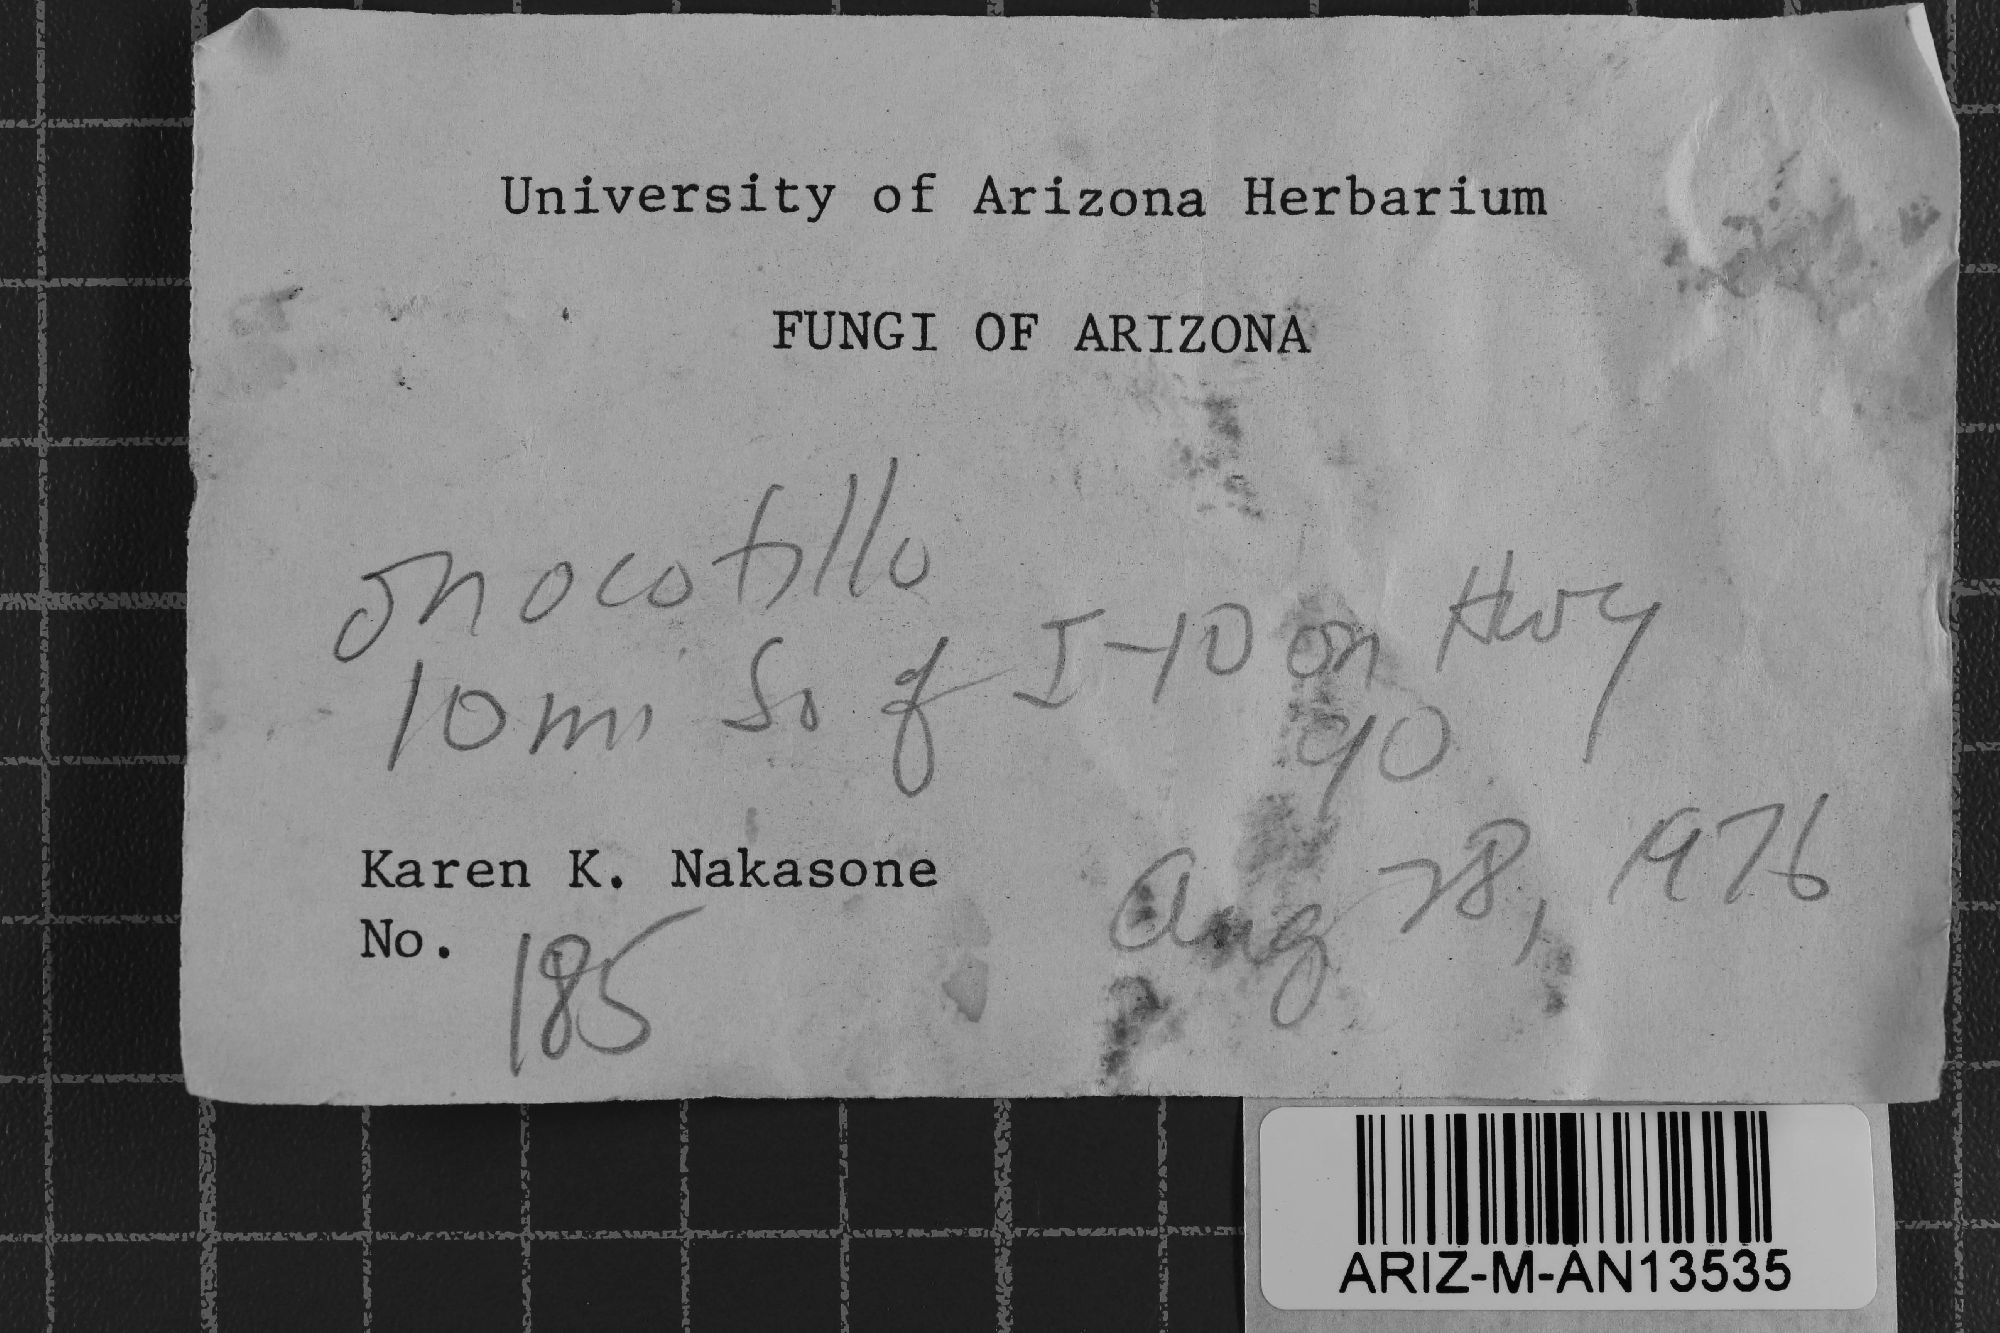 University of Arizona Herbarium
FUNGI OF ARIZONA
on ocotillo
10 mi So of I-10 on Hwy
90
Karen K. Nakasone
Aug 28, 1976
No. 185
ARIZ-M-AN13535